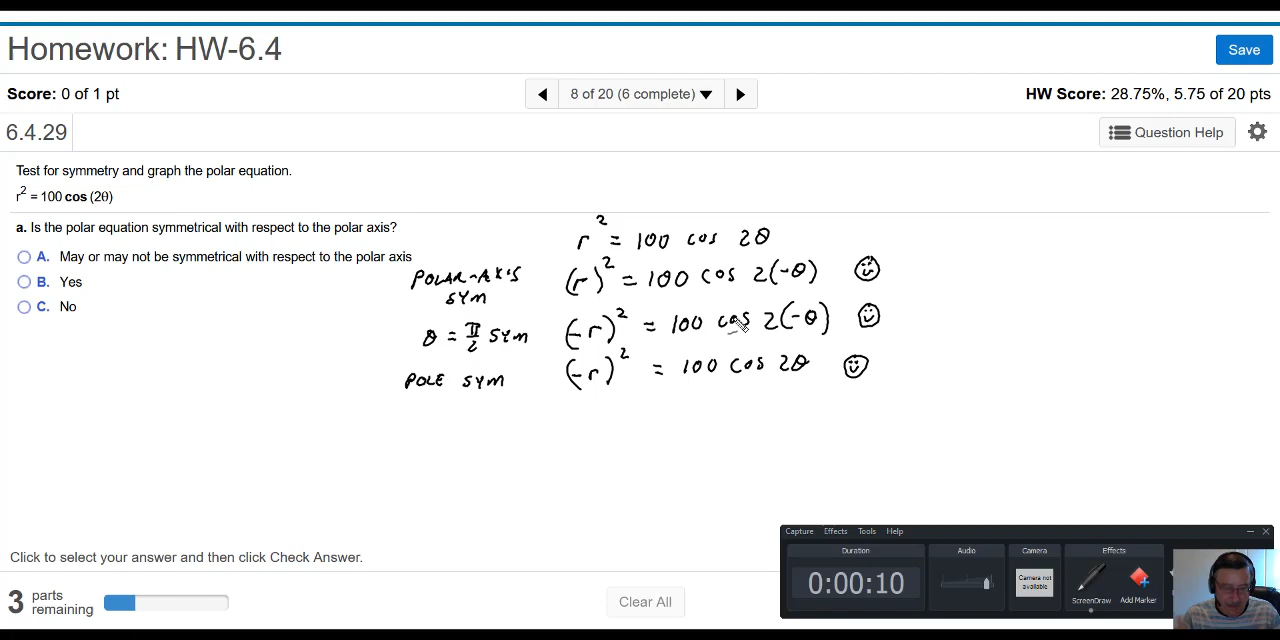 Homework: HW-6.4
Save
Score: 0 of 1 pt
8 of 20 (6 complete)
HW Score: 28.75%, 5.75 of 20 pts
6.4.29
Question Help
Test for symmetry and graph the polar equation.
r² = 100 cos (2θ)
a. Is the polar equation symmetrical with respect to the polar axis?
A. May or may not be symmetrical with respect to the polar axis
B. Yes
C. No
r² = 100 cos 2θ
POLAR-AXIS SYM (r)² = 100 cos 2(-θ)
θ = π/2 SYM (-r)² = 100 cos 2(-θ)
POLE SYM (-r)² = 100 cos 2θ
Click to select your answer and then click Check Answer.
3 parts remaining
Clear All
Capture Effects Tools Help
Duration Audio Camera Effects
0:00:10
Camera not available
ScreenDraw Add Marker